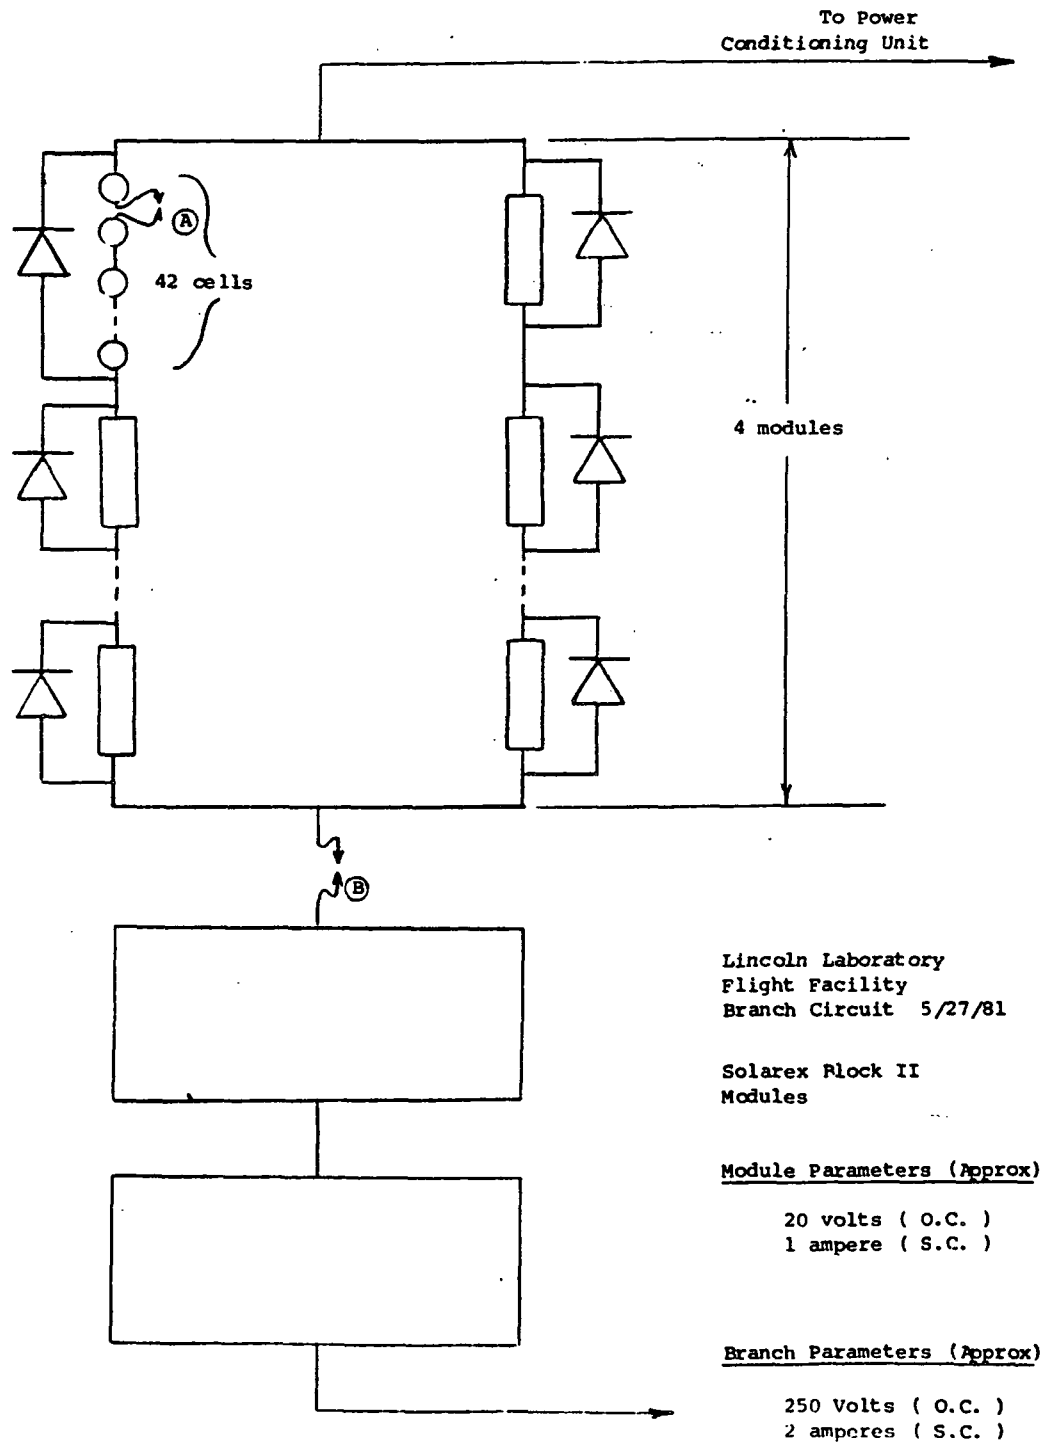 To Power
Conditioning Unit
A
42 cells
4 modules
B
Lincoln Laboratory
Flight Facility
Branch Circuit 5/27/81
Solarex Block II
Modules
Module Parameters (Approx)
20 volts ( O.C. )
1 ampere ( S.C. )
Branch Parameters (Approx)
250 Volts ( O.C. )
2 amperes ( S.C. )